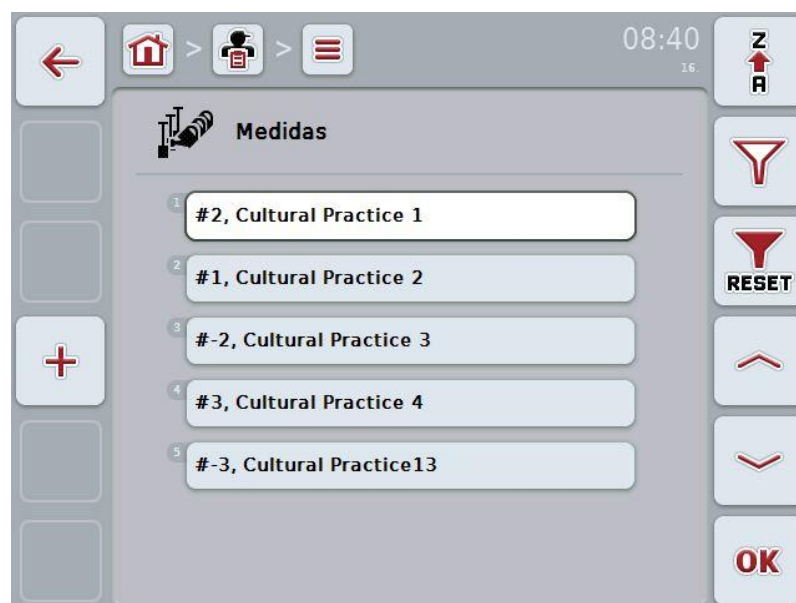 > > 08:40
16.
Z
A
Medidas
1
#2, Cultural Practice 1
2
#1, Cultural Practice 2
RESET
3
#-2, Cultural Practice 3
4
#3, Cultural Practice 4
5
#-3, Cultural Practice13
OK